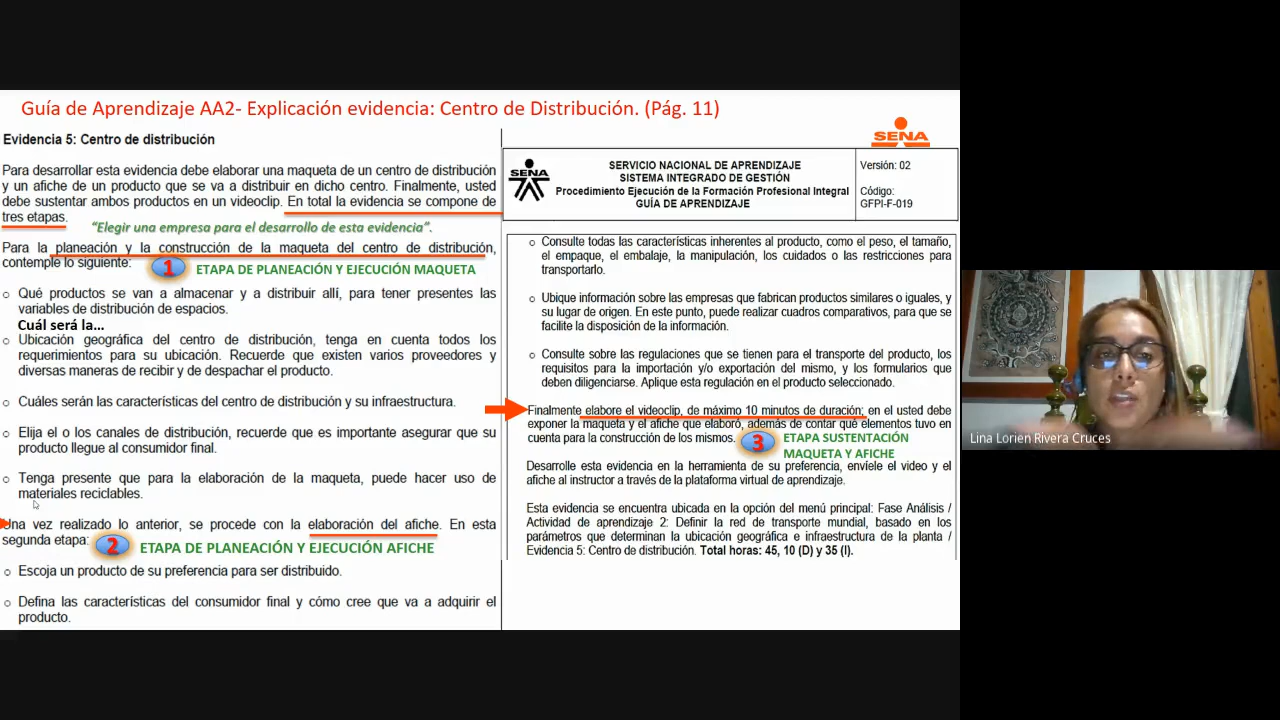 Guía de Aprendizaje AA2- Explicación evidencia: Centro de Distribución. (Pág. 11)
Evidencia 5: Centro de distribución
Para desarrollar esta evidencia debe elaborar una maqueta de un centro de distribución
y un afiche de un producto que se va a distribuir en dicho centro. Finalmente, usted
debe sustentar ambos productos en un videoclip. En total la evidencia se compone de
tres etapas.
“Elegir una empresa para el desarrollo de esta evidencia”.
Para la planeación y la construcción de la maqueta del centro de distribución,
contemple lo siguiente:
1 ETAPA DE PLANEACIÓN Y EJECUCIÓN MAQUETA
o Qué productos se van a almacenar y a distribuir allí, para tener presentes las
variables de distribución de espacios.
Cuál será la...
o Ubicación geográfica del centro de distribución, tenga en cuenta todos los
requerimientos para su ubicación. Recuerde que existen varios proveedores y
diversas maneras de recibir y de despachar el producto.
o Cuáles serán las características del centro de distribución y su infraestructura.
o Elija el o los canales de distribución, recuerde que es importante asegurar que su
producto llegue al consumidor final.
o Tenga presente que para la elaboración de la maqueta, puede hacer uso de
materiales reciclables.
Una vez realizado lo anterior, se procede con la elaboración del afiche. En esta
segunda etapa:
2 ETAPA DE PLANEACIÓN Y EJECUCIÓN AFICHE
o Escoja un producto de su preferencia para ser distribuido.
o Defina las características del consumidor final y cómo cree que va a adquirir el
producto.
SENA
SENA
SERVICIO NACIONAL DE APRENDIZAJE
SISTEMA INTEGRADO DE GESTIÓN
Procedimiento Ejecución de la Formación Profesional Integral
GUÍA DE APRENDIZAJE
Versión: 02
Código:
GFPI-F-019
o Consulte todas las características inherentes al producto, como el peso, el tamaño,
el empaque, el embalaje, la manipulación, los cuidados o las restricciones para
transportarlo.
o Ubique información sobre las empresas que fabrican productos similares o iguales, y
su lugar de origen. En este punto, puede realizar cuadros comparativos, para que se
facilite la disposición de la información.
o Consulte sobre las regulaciones que se tienen para el transporte del producto, los
requisitos para la importación y/o exportación del mismo, y los formularios que
deben diligenciarse. Aplique esta regulación en el producto seleccionado.
Finalmente elabore el videoclip, de máximo 10 minutos de duración; en el usted debe
exponer la maqueta y el afiche que elaboró, además de contar qué elementos tuvo en
cuenta para la construcción de los mismos.
3 ETAPA SUSTENTACIÓN
MAQUETA Y AFICHE
Desarrolle esta evidencia en la herramienta de su preferencia, envíele el video y el
afiche al instructor a través de la plataforma virtual de aprendizaje.
Esta evidencia se encuentra ubicada en la opción del menú principal: Fase Análisis /
Actividad de aprendizaje 2: Definir la red de transporte mundial, basado en los
parámetros que determinan la ubicación geográfica e infraestructura de la planta /
Evidencia 5: Centro de distribución. Total horas: 45, 10 (D) y 35 (I).
Lina Lorien Rivera Cruces